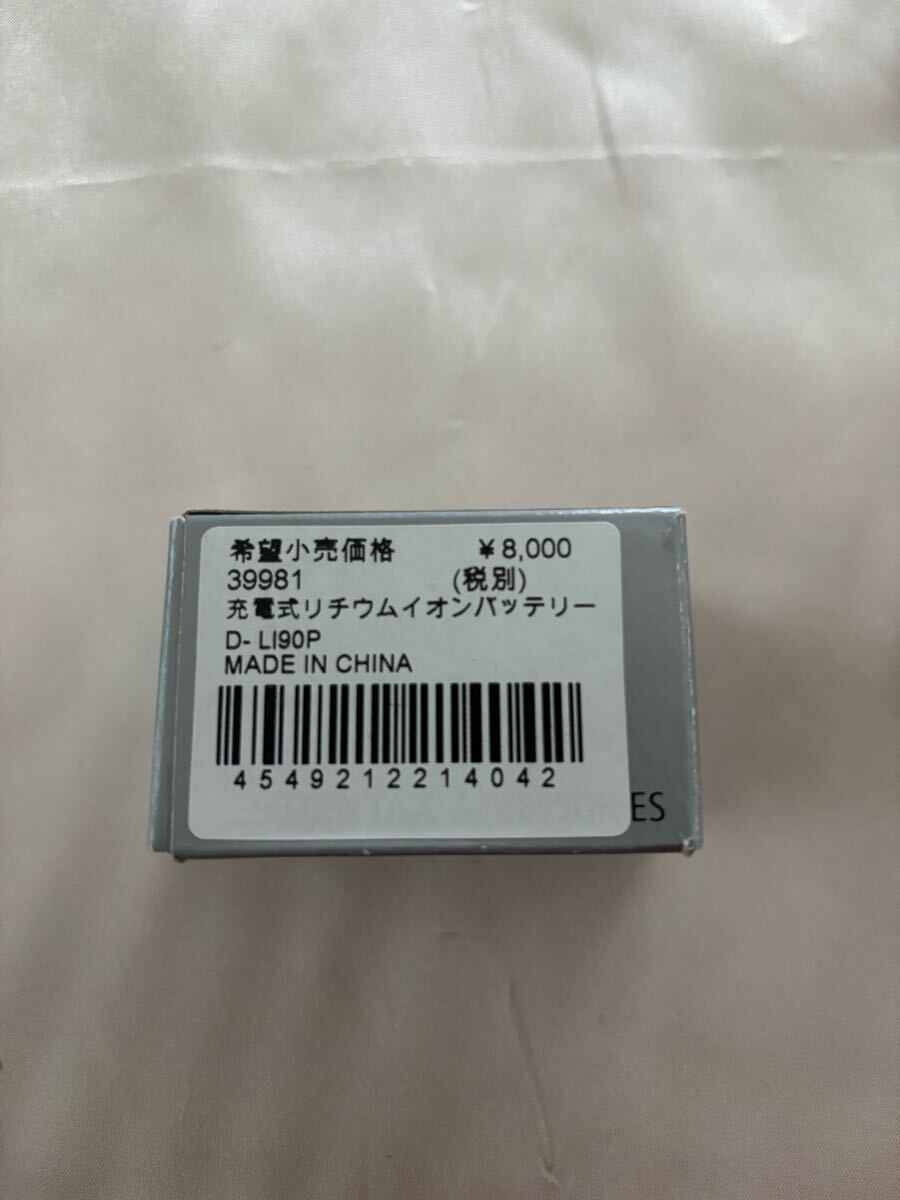 希望小売価格 ￥8,000
39981 (税別)
充電式リチウムイオンバッテリー
D- LI90P
MADE IN CHINA
4549212214042
ES